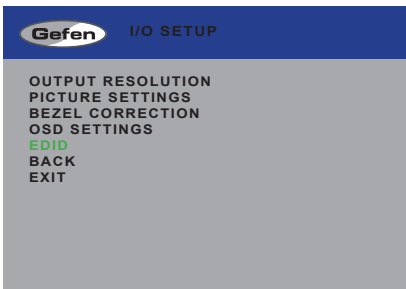 Gefen I/O SETUP
OUTPUT RESOLUTION
PICTURE SETTINGS
BEZEL CORRECTION
OSD SETTINGS
EDID
BACK
EXIT